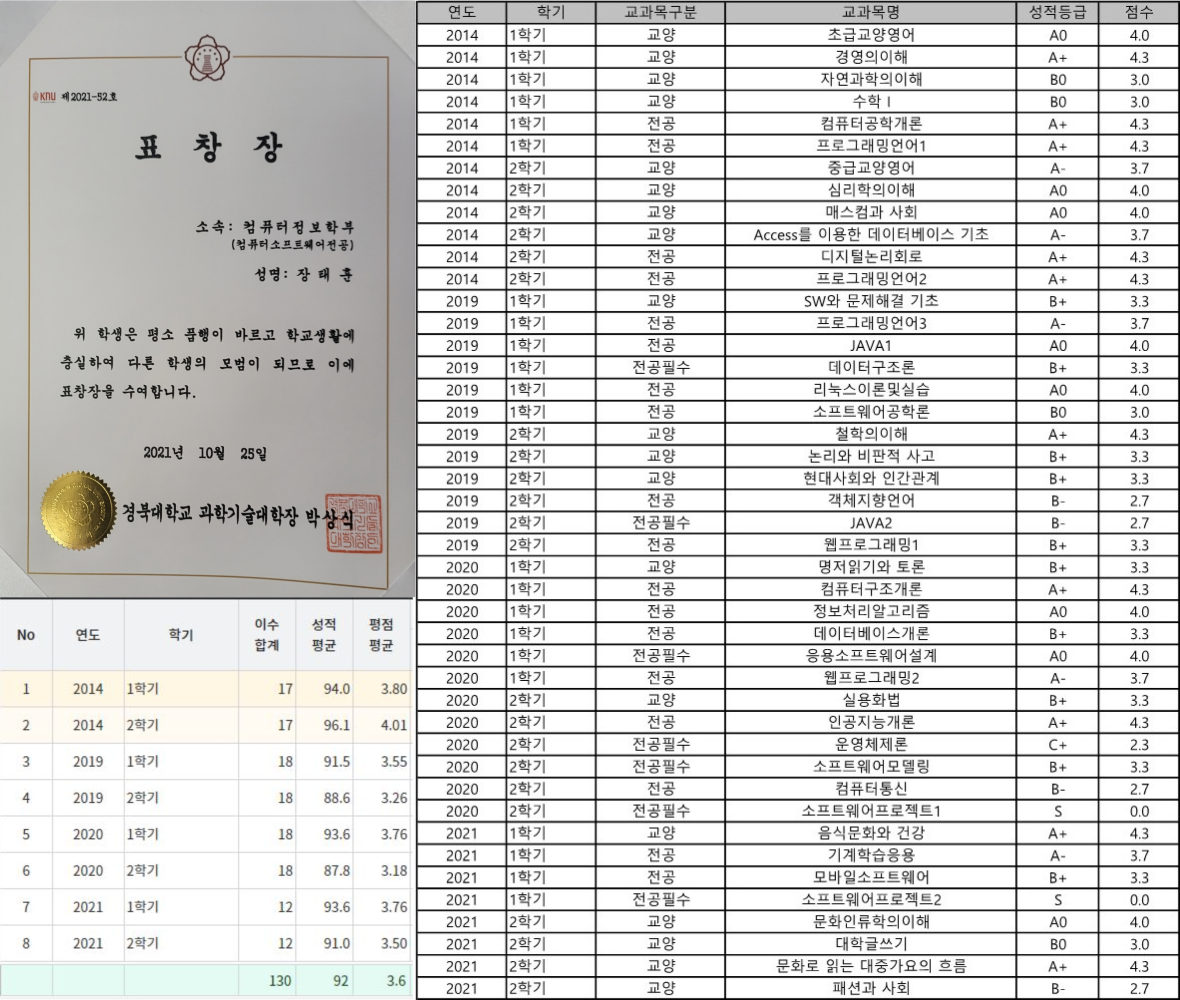 KNU 제2021-52호
표 창 장
소속: 컴퓨터정보학부
(컴퓨터소프트웨어전공)
성명: 장 태 훈
위 학생은 평소 품행이 바르고 학교생활에
충실하여 다른 학생의 모범이 되므로 이에
표창장을 수여합니다.
2021년 10월 25일
경북대학교 과학기술대학장 박상식
No 연도 학기 이수 합계 성적 평균 평점 평균
1 2014 1학기 17 94.0 3.80
2 2014 2학기 17 96.1 4.01
3 2019 1학기 18 91.5 3.55
4 2019 2학기 18 88.6 3.26
5 2020 1학기 18 93.6 3.76
6 2020 2학기 18 87.8 3.18
7 2021 1학기 12 93.6 3.76
8 2021 2학기 12 91.0 3.50
130 92 3.6
연도 학기 교과목구분 교과목명 성적등급 점수
2014 1학기 교양 초급교양영어 A0 4.0
2014 1학기 교양 경영의이해 A+ 4.3
2014 1학기 교양 자연과학의이해 B0 3.0
2014 1학기 교양 수학 I B0 3.0
2014 1학기 전공 컴퓨터공학개론 A+ 4.3
2014 1학기 전공 프로그래밍언어1 A+ 4.3
2014 2학기 교양 중급교양영어 A- 3.7
2014 2학기 교양 심리학의이해 A0 4.0
2014 2학기 교양 매스컴과 사회 A0 4.0
2014 2학기 교양 Access를 이용한 데이터베이스 기초 A- 3.7
2014 2학기 전공 디지털논리회로 A+ 4.3
2014 2학기 전공 프로그래밍언어2 A+ 4.3
2019 1학기 교양 SW와 문제해결 기초 B+ 3.3
2019 1학기 전공 프로그래밍언어3 A- 3.7
2019 1학기 전공 JAVA1 A0 4.0
2019 1학기 전공필수 데이터구조론 B+ 3.3
2019 1학기 전공 리눅스이론및실습 A0 4.0
2019 1학기 전공 소프트웨어공학론 B0 3.0
2019 2학기 교양 철학의이해 A+ 4.3
2019 2학기 교양 논리와 비판적 사고 B+ 3.3
2019 2학기 교양 현대사회와 인간관계 B+ 3.3
2019 2학기 전공 객체지향언어 B- 2.7
2019 2학기 전공필수 JAVA2 B- 2.7
2019 2학기 전공 웹프로그래밍1 B+ 3.3
2020 1학기 교양 명저읽기와 토론 B+ 3.3
2020 1학기 전공 컴퓨터구조개론 A+ 4.3
2020 1학기 전공 정보처리알고리즘 A0 4.0
2020 1학기 전공 데이터베이스개론 B+ 3.3
2020 1학기 전공필수 응용소프트웨어설계 A0 4.0
2020 1학기 전공 웹프로그래밍2 A- 3.7
2020 2학기 교양 실용화법 B+ 3.3
2020 2학기 전공 인공지능개론 A+ 4.3
2020 2학기 전공필수 운영체제론 C+ 2.3
2020 2학기 전공필수 소프트웨어모델링 B+ 3.3
2020 2학기 전공 컴퓨터통신 B- 2.7
2020 2학기 전공필수 소프트웨어프로젝트1 S 0.0
2021 1학기 교양 음식문화와 건강 A+ 4.3
2021 1학기 전공 기계학습응용 A- 3.7
2021 1학기 전공 모바일소프트웨어 B+ 3.3
2021 1학기 전공필수 소프트웨어프로젝트2 S 0.0
2021 2학기 교양 문화인류학의이해 A0 4.0
2021 2학기 교양 대학글쓰기 B0 3.0
2021 2학기 교양 문화로 읽는 대중가요의 흐름 A+ 4.3
2021 2학기 교양 패션과 사회 B- 2.7